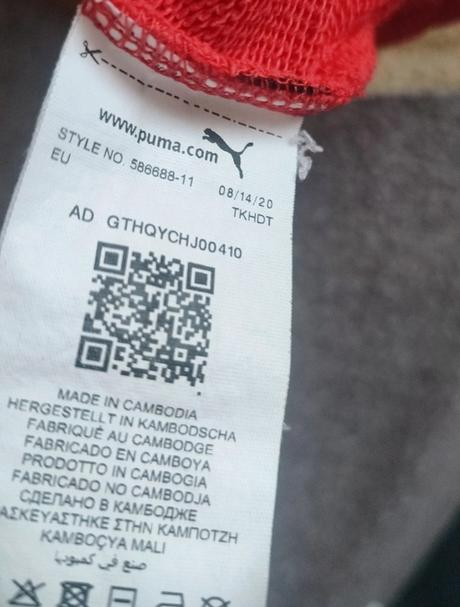 www.puma.com
STYLE NO. 586688-11 08/14/20
EU TKHDT
AD GTHQYCHJ00410
MADE IN CAMBODIA
HERGESTELLT IN KAMBODSCHA
FABRIQUÉ AU CAMBODGE
FABRICADO EN CAMBOYA
PRODOTTO IN CAMBOGIA
FABRICADO NO CAMBODJA
СДЕЛАНО В КАМБОДЖЕ
ΑΣΚΕΥΑΣΤΗΚΕ ΣΤΗΝ ΚΑΜΠΟΤΖΗ
KAMBOÇYA MALI
صنع في كمبوديا